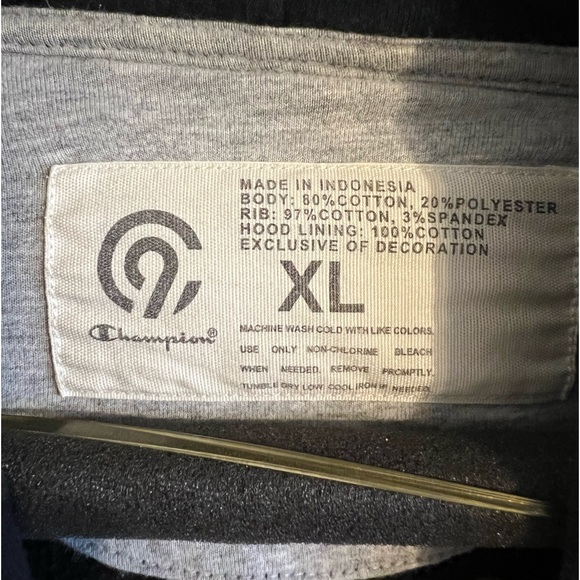 MADE IN INDONESIA
BODY: 80%COTTON, 20%POLYESTER
RIB: 97%COTTON, 3%SPANDEX
HOOD LINING: 100%COTTON
EXCLUSIVE OF DECORATION
XL
C9
Champion®
MACHINE WASH COLD WITH LIKE COLORS.
USE ONLY NON-CHLORINE BLEACH
WHEN NEEDED. REMOVE PROMPTLY.
TUMBLE DRY LOW. COOL IRON IF NEEDED.